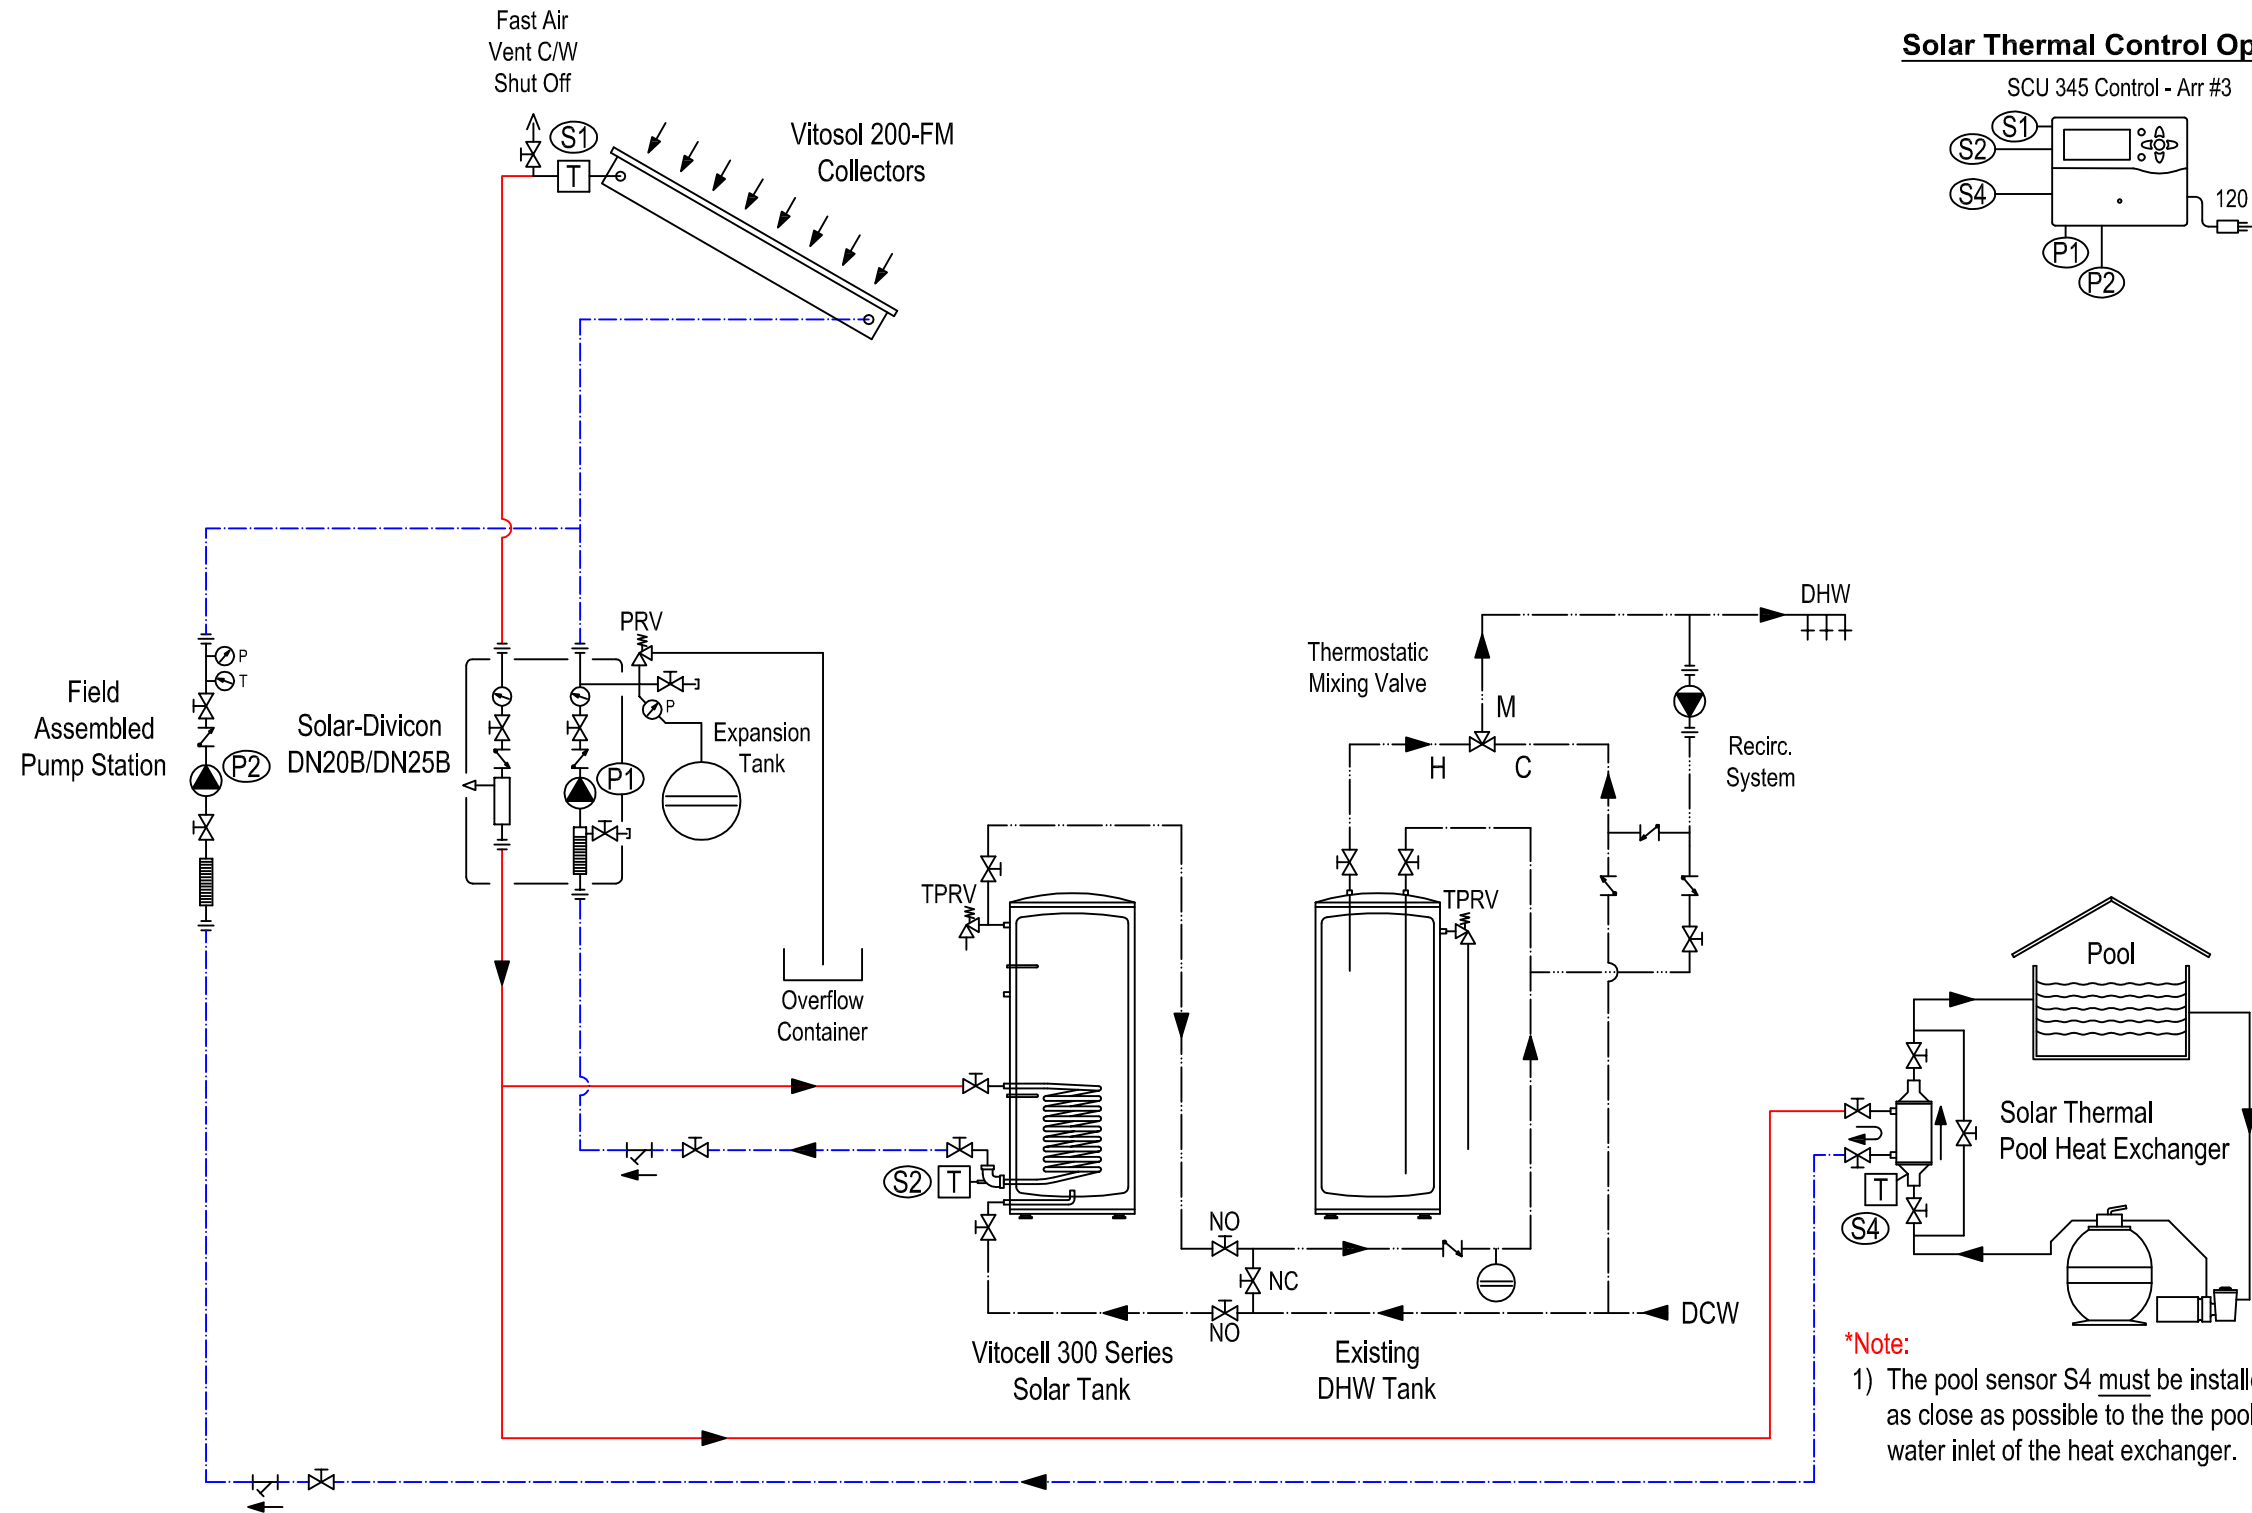 Fast Air
Vent C/W
Shut Off
S1
T
Vitosol 200-FM
Collectors
Solar Thermal Control Op
SCU 345 Control - Arr #3
S1
S2
S4
120
P1
P2
Field
Assembled
Pump Station
P
T
P2
Solar-Divicon
DN20B/DN25B
P1
PRV
P
Expansion
Tank
Overflow
Container
Thermostatic
Mixing Valve
M
H
C
DHW
Recirc.
System
TPRV
TPRV
S2
T
NO
NC
NO
DCW
Vitocell 300 Series
Solar Tank
Existing
DHW Tank
Pool
Solar Thermal
Pool Heat Exchanger
T
S4
*Note:
1) The pool sensor S4 must be install
as close as possible to the the pool
water inlet of the heat exchanger.